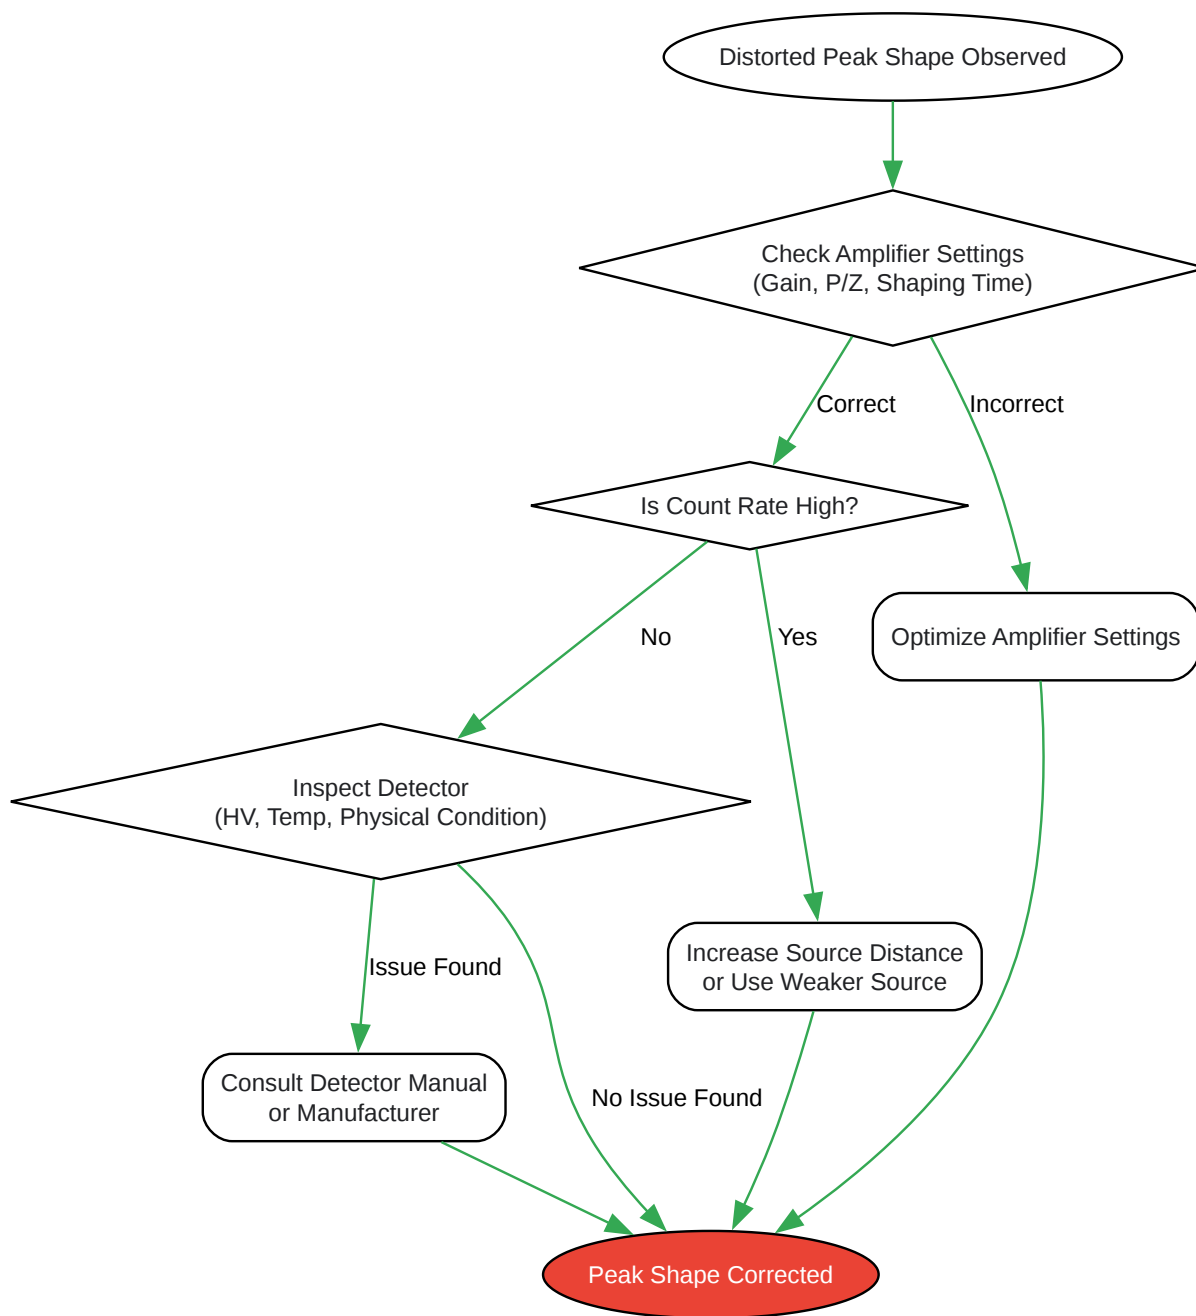 Distorted Peak Shape Observed
Check Amplifier Settings
(Gain, P/Z, Shaping Time)
Correct
Incorrect
Is Count Rate High?
No
Yes
Optimize Amplifier Settings
Inspect Detector
(HV, Temp, Physical Condition)
Increase Source Distance
or Use Weaker Source
Issue Found
Consult Detector Manual
or Manufacturer
No Issue Found
Peak Shape Corrected